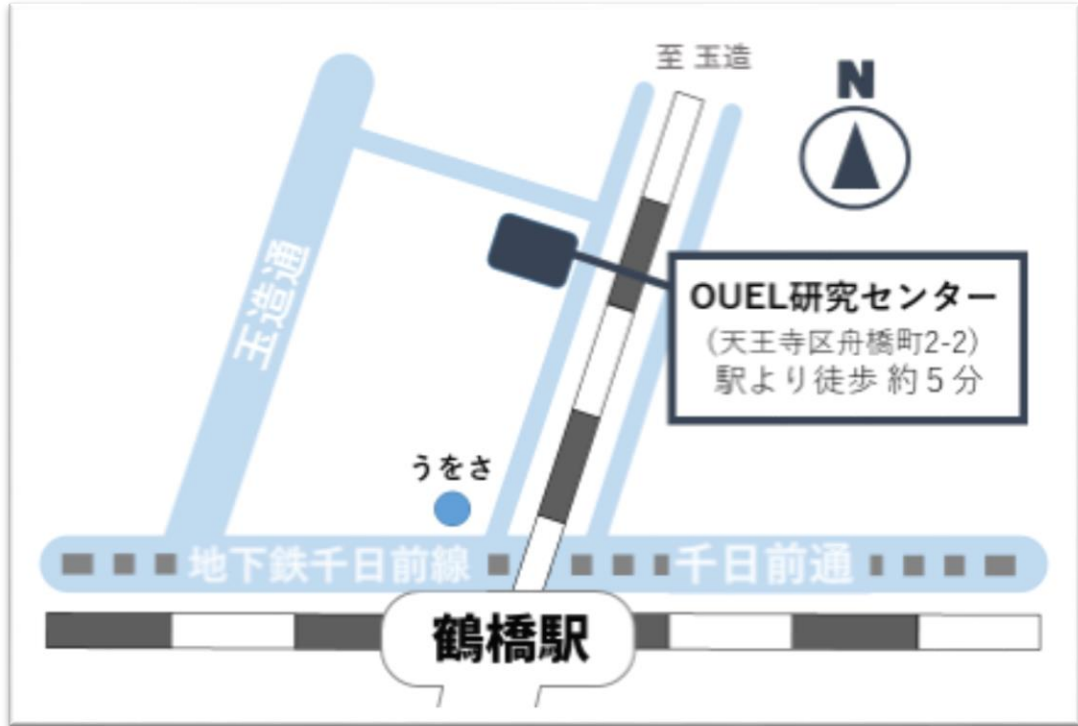 至 玉造
N
玉造通
OUEL研究センター
（天王寺区舟橋町2-2）
駅より徒歩 約５分
うをさ
地下鉄千日前線
千日前通
鶴橋駅